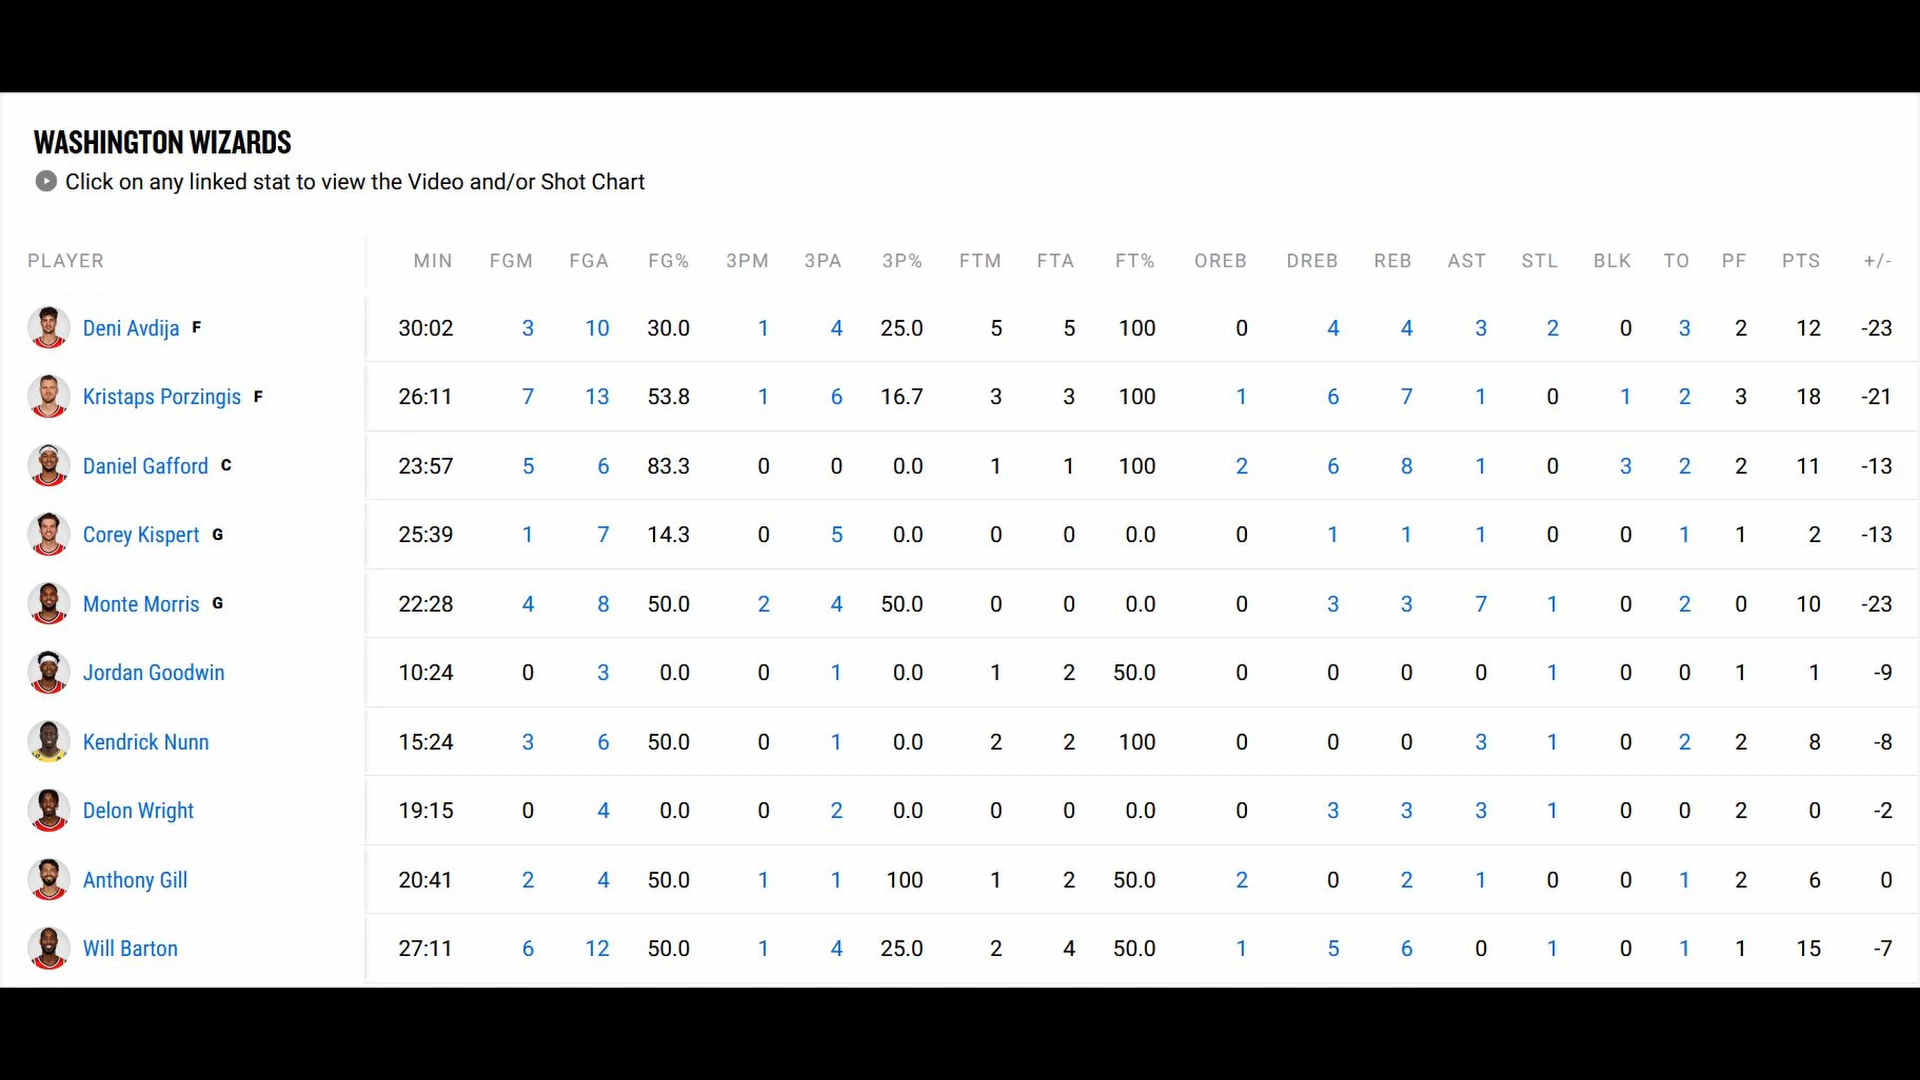 WASHINGTON WIZARDS
Click on any linked stat to view the Video and/or Shot Chart
PLAYER MIN FGM FGA FG% 3PM 3PA 3P% FTM FTA FT% OREB DREB REB AST STL BLK TO PF PTS +/-
Deni Avdija F 30:02 3 10 30.0 1 4 25.0 5 5 100 0 4 4 3 2 0 3 2 12 -23
Kristaps Porzingis F 26:11 7 13 53.8 1 6 16.7 3 3 100 1 6 7 1 0 1 2 3 18 -21
Daniel Gafford C 23:57 5 6 83.3 0 0 0.0 1 1 100 2 6 8 1 0 3 2 2 11 -13
Corey Kispert G 25:39 1 7 14.3 0 5 0.0 0 0 0.0 0 1 1 1 0 0 1 1 2 -13
Monte Morris G 22:28 4 8 50.0 2 4 50.0 0 0 0.0 0 3 3 7 1 0 2 0 10 -23
Jordan Goodwin 10:24 0 3 0.0 0 1 0.0 1 2 50.0 0 0 0 0 1 0 0 1 1 -9
Kendrick Nunn 15:24 3 6 50.0 0 1 0.0 2 2 100 0 0 0 3 1 0 2 2 8 -8
Delon Wright 19:15 0 4 0.0 0 2 0.0 0 0 0.0 0 3 3 3 1 0 0 2 0 -2
Anthony Gill 20:41 2 4 50.0 1 1 100 1 2 50.0 2 0 2 1 0 0 1 2 6 0
Will Barton 27:11 6 12 50.0 1 4 25.0 2 4 50.0 1 5 6 0 1 0 1 1 15 -7